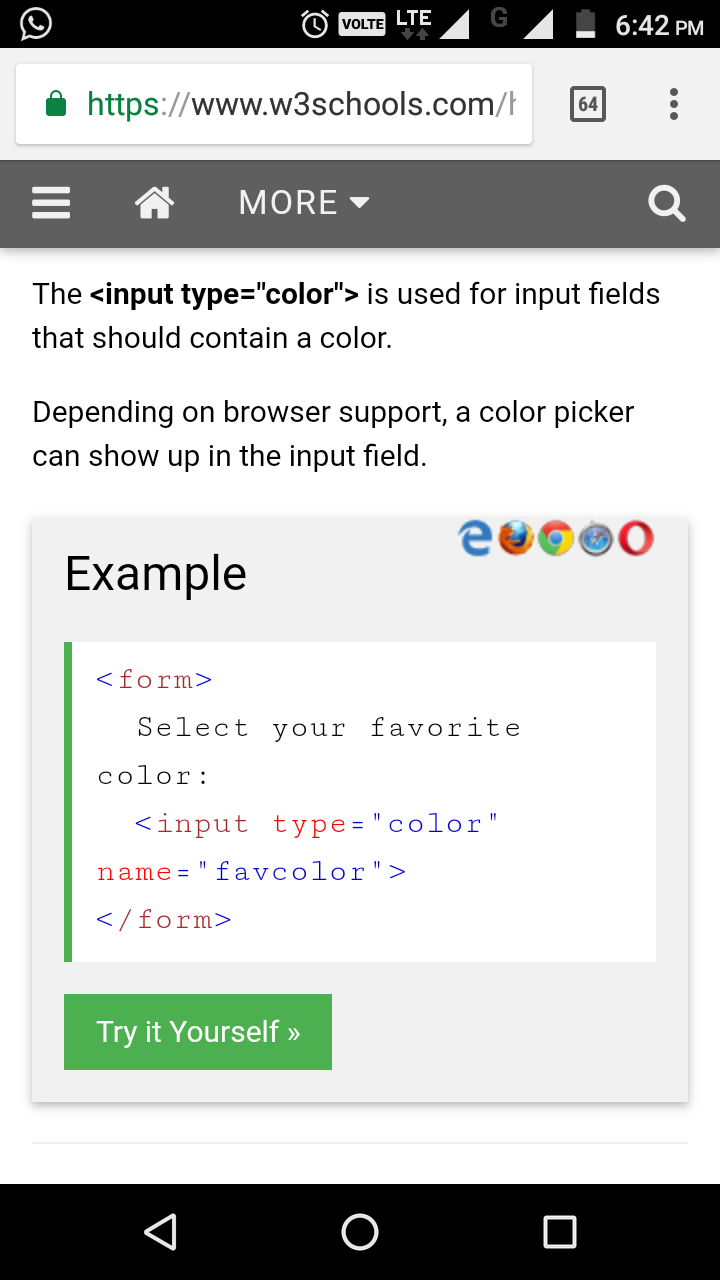 VOLTE LTE G 6:42 PM
https://www.w3schools.com/h 64
MORE
The <input type="color"> is used for input fields
that should contain a color.
Depending on browser support, a color picker
can show up in the input field.
Example
<form>
Select your favorite
color:
<input type="color"
name="favcolor">
</form>
Try it Yourself »